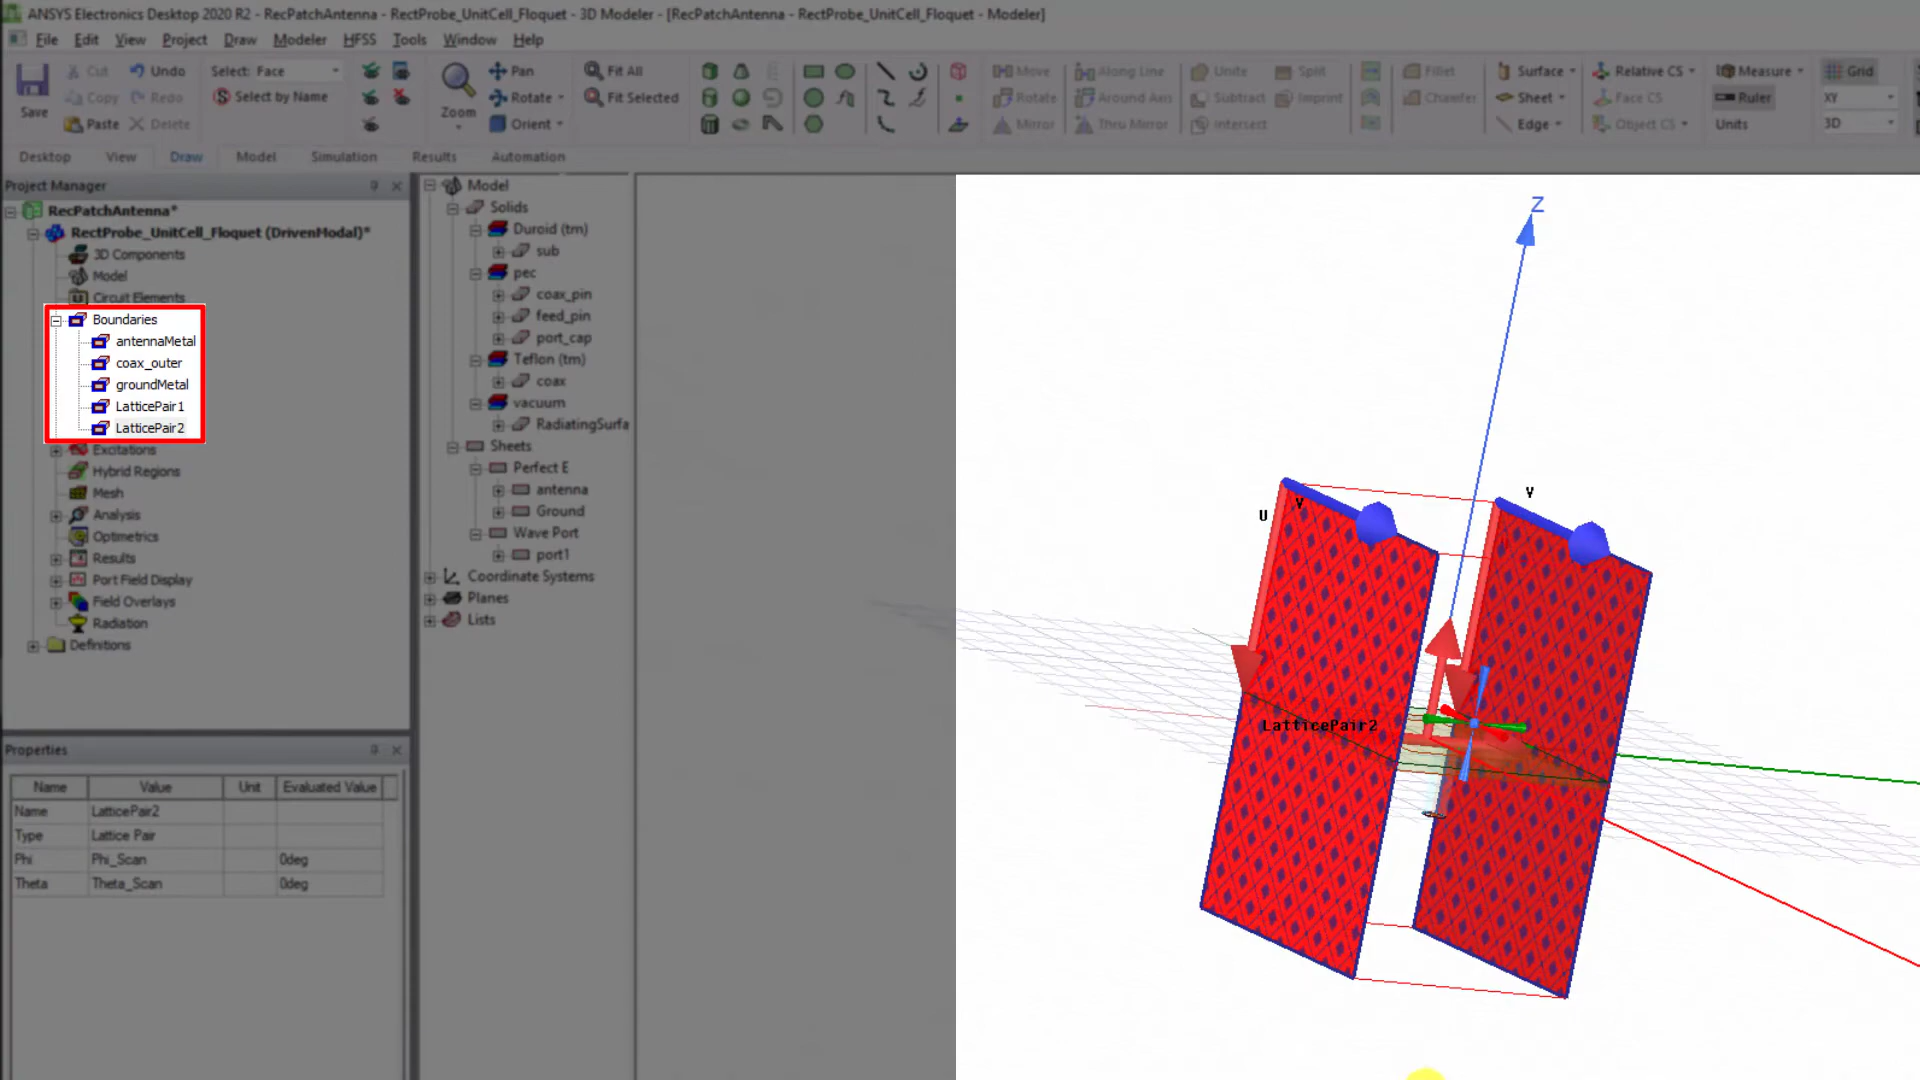 ANSYS Electronics Desktop 2020 R2 - RecPatchAntenna - RectProbe_UnitCell_Floquet - 3D Modeler - [RecPatchAntenna - RectProbe_UnitCell_Floquet - Modeler]
File Edit View Project Draw Modeler HFSS Tools Window Help
Cut Undo Select: Face Pan Fit All Move Along Line Unite Split Fillet Surface Relative CS Measure Grid
Copy Redo Select by Name Rotate Fit Selected Rotate Around Axis Subtract Imprint Chamfer Sheet Face CS Ruler XY
Save Paste Delete Zoom Orient Mirror Thru Mirror Intersect Edge Object CS Units 3D
Desktop View Draw Model Simulation Results Automation
Project Manager
RecPatchAntenna*
RectProbe_UnitCell_Floquet (DrivenModal)*
3D Components
Model
Circuit Elements
Boundaries
antennaMetal
coax_outer
groundMetal
LatticePair1
LatticePair2
Excitations
Hybrid Regions
Mesh
Analysis
Optimetrics
Results
Port Field Display
Field Overlays
Radiation
Definitions
Properties
Name Value Unit Evaluated Value
Name LatticePair2
Type Lattice Pair
Phi Phi_Scan 0deg
Theta Theta_Scan 0deg
Model
Solids
Duroid (tm)
sub
pec
coax_pin
feed_pin
port_cap
Teflon (tm)
coax
vacuum
RadiatingSurfa
Sheets
Perfect E
antenna
Ground
Wave Port
port1
Coordinate Systems
Planes
Lists
Z
V
U V
LatticePair2